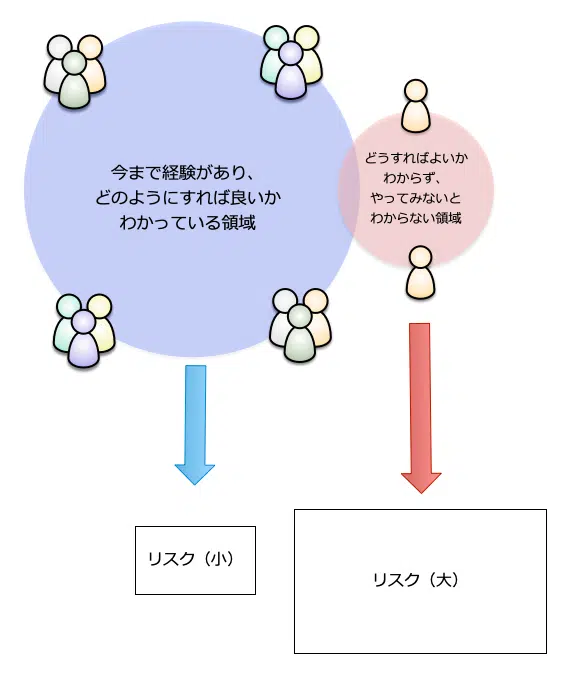 今まで経験があり、
どのようにすれば良いか
わかっている領域
どうすればよいか
わからず、
やってみないと
わからない領域
リスク（小）
リスク（大）